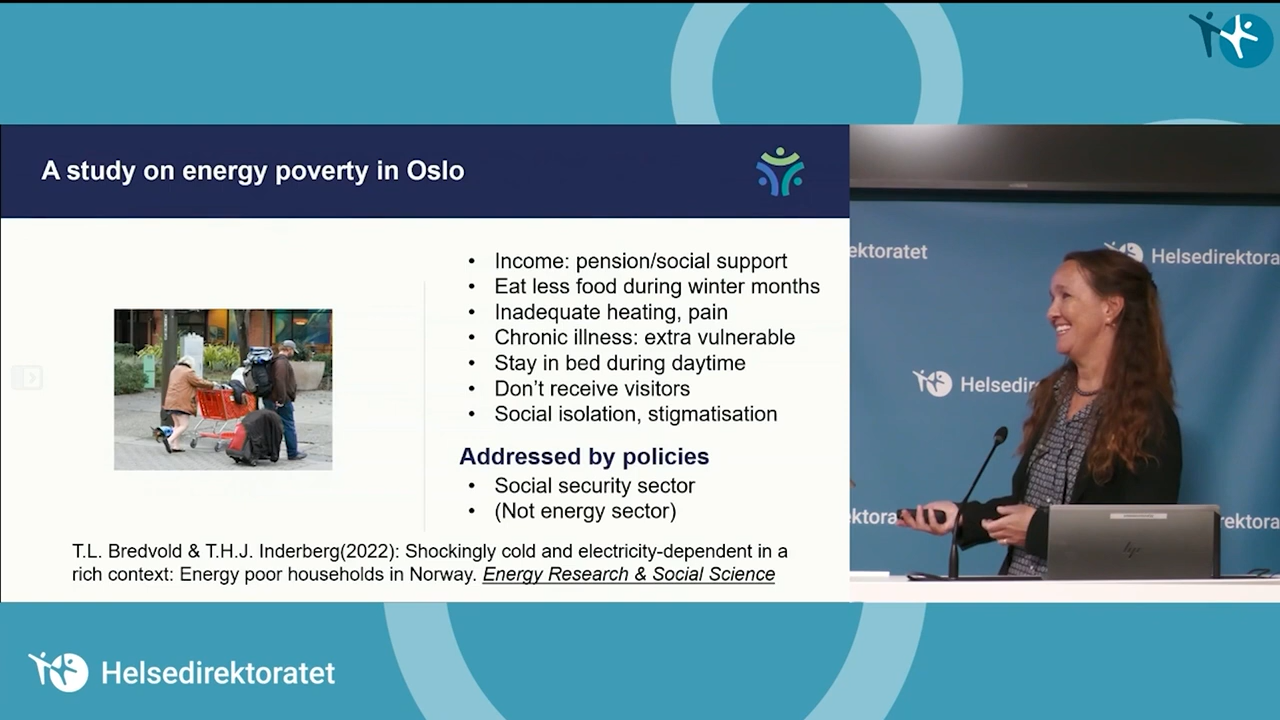 A study on energy poverty in Oslo
• Income: pension/social support
• Eat less food during winter months
• Inadequate heating, pain
• Chronic illness: extra vulnerable
• Stay in bed during daytime
• Don’t receive visitors
• Social isolation, stigmatisation
Addressed by policies
• Social security sector
• (Not energy sector)
T.L. Bredvold & T.H.J. Inderberg(2022): Shockingly cold and electricity-dependent in a
rich context: Energy poor households in Norway. Energy Research & Social Science
ektoratet
Helsedirektora
Helsedirek
ektora
rektora
hp
Helsedirektoratet